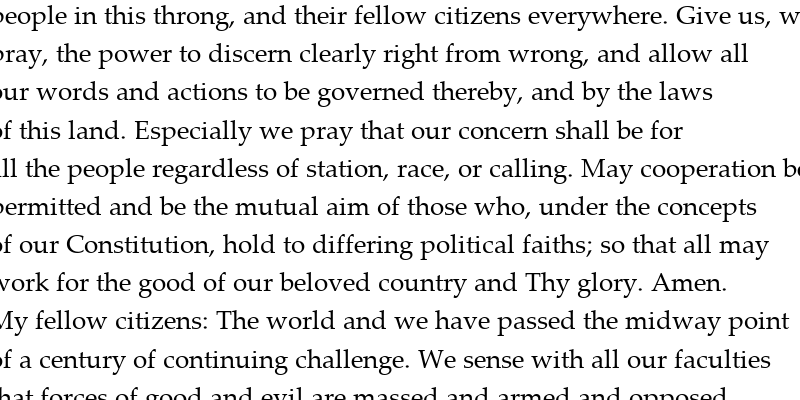 people in this throng, and their fellow citizens everywhere. Give us, w
pray, the power to discern clearly right from wrong, and allow all
our words and actions to be governed thereby, and by the laws
of this land. Especially we pray that our concern shall be for
all the people regardless of station, race, or calling. May cooperation be
permitted and be the mutual aim of those who, under the concepts
of our Constitution, hold to differing political faiths; so that all may
work for the good of our beloved country and Thy glory. Amen.
My fellow citizens: The world and we have passed the midway point
of a century of continuing challenge. We sense with all our faculties
that forces of good and evil are massed and armed and opposed